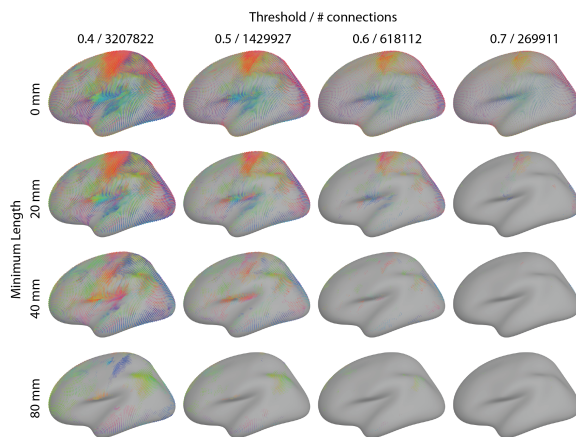 Threshold / # connections
0.4 / 3207822
0.5 / 1429927
0.6 / 618112
0.7 / 269911
Minimum Length
0 mm
20 mm
40 mm
80 mm